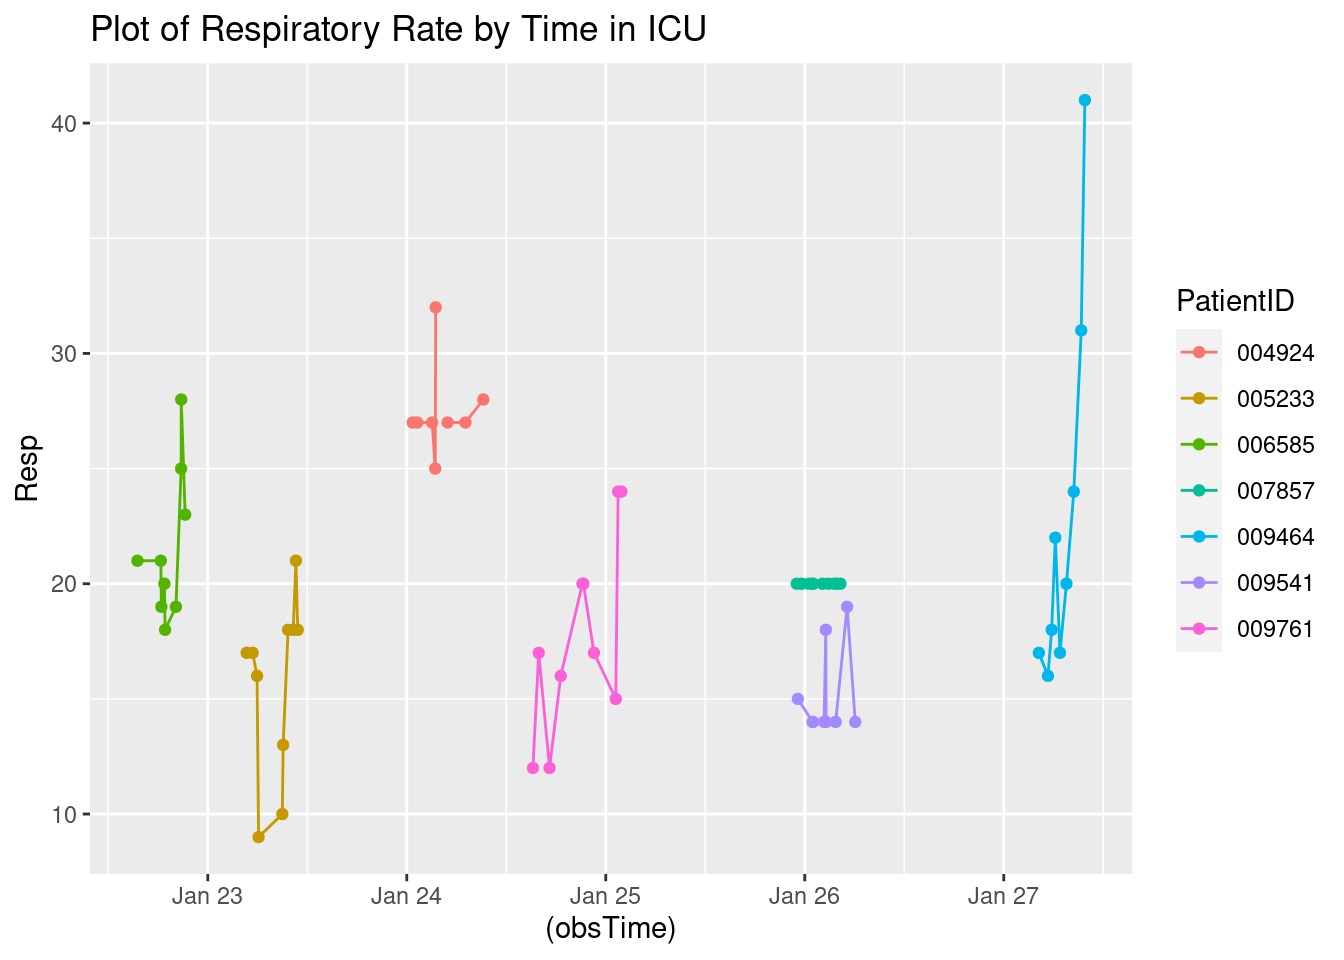 Plot of Respiratory Rate by Time in ICU
Resp
40
30
20
10
Jan 23
Jan 24
Jan 25
Jan 26
Jan 27
(obsTime)
PatientID
004924
005233
006585
007857
009464
009541
009761